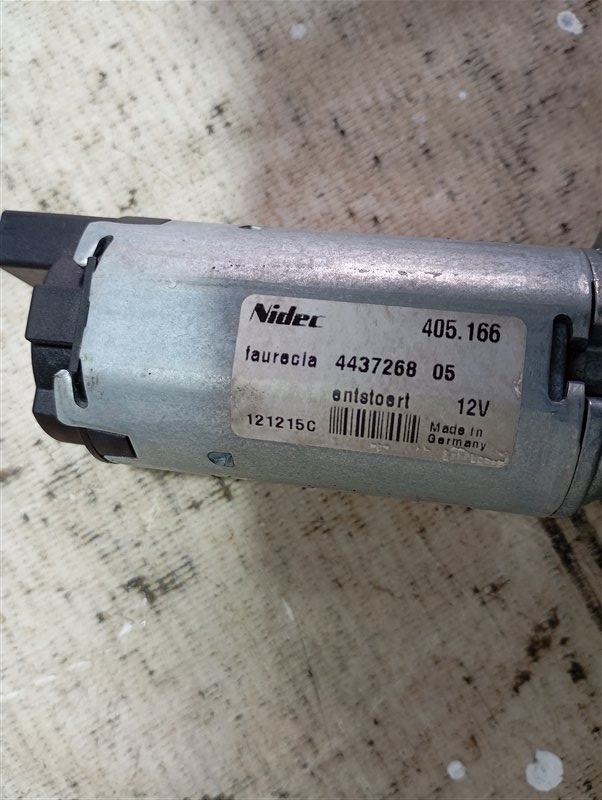 Nidec 405.166
faurecia 4437268 05
entstoert 12V
121215C Made in
Germany